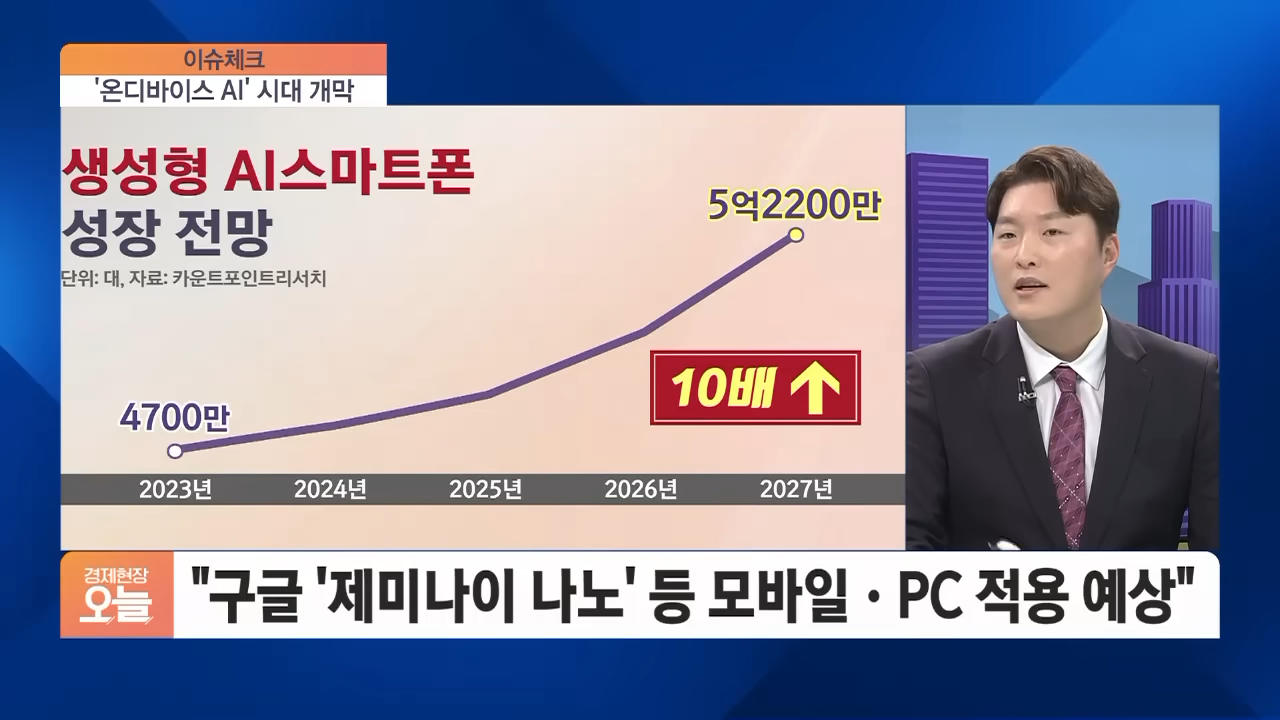 이슈체크
'온디바이스 AI' 시대 개막
생성형 AI스마트폰
성장 전망
단위: 대, 자료: 카운트포인트리서치
5억2200만
10배
4700만
2023년 2024년 2025년 2026년 2027년
경제현장
오늘
"구글 '제미나이 나노' 등 모바일·PC 적용 예상"